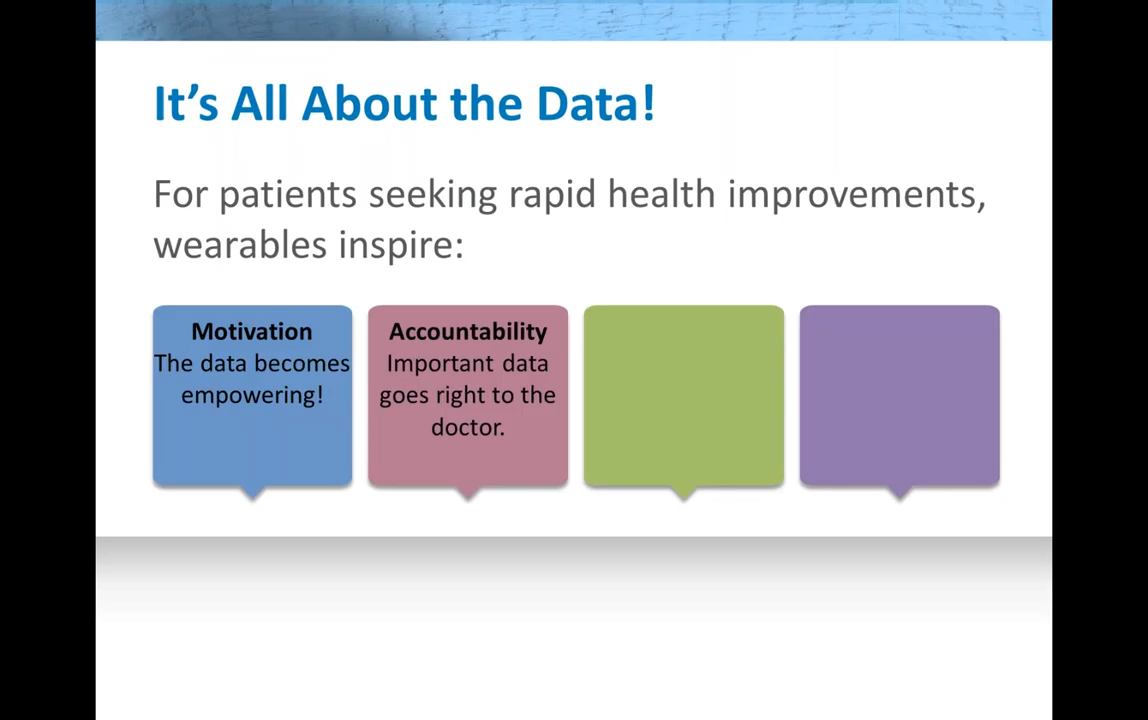 It’s All About the Data!
For patients seeking rapid health improvements,
wearables inspire:
Motivation
The data becomes
empowering!
Accountability
Important data
goes right to the
doctor.